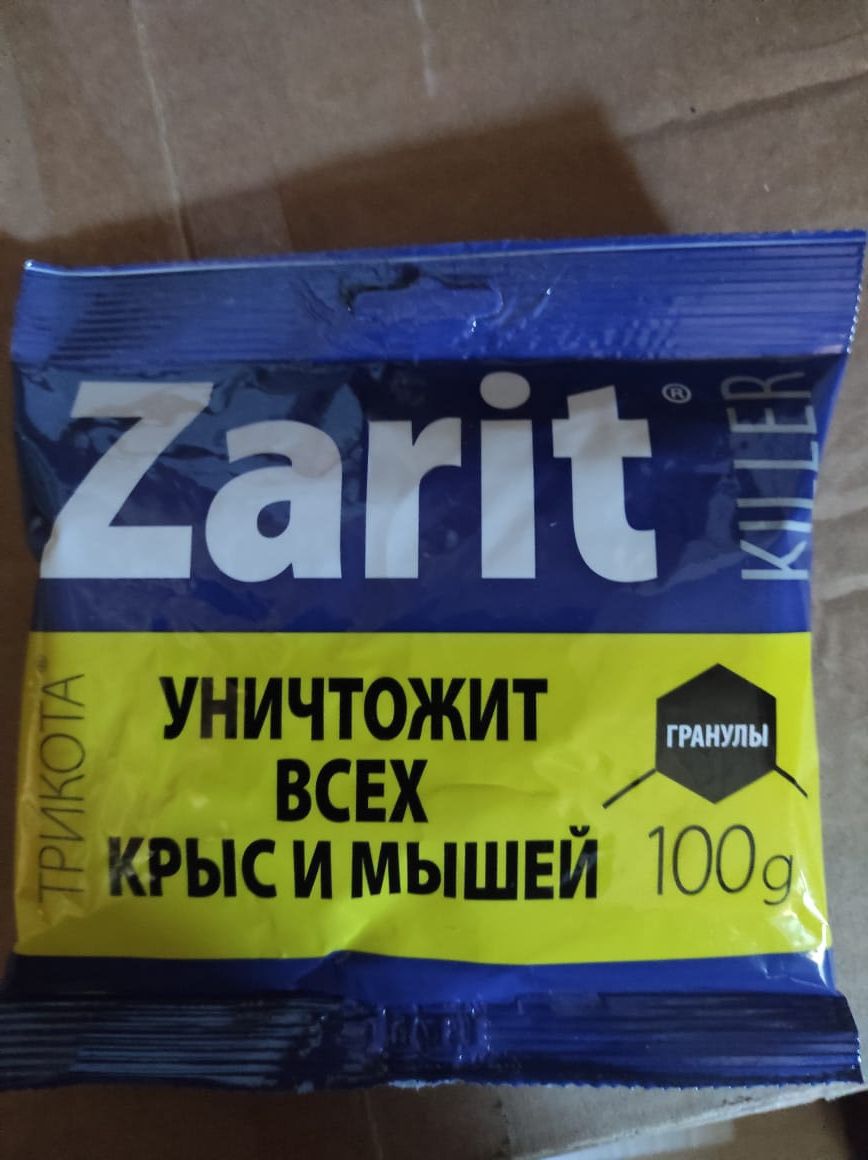 Zarit®
KILLER
ТРИКОТА®
УНИЧТОЖИТ
ВСЕХ
КРЫС И МЫШЕЙ
ГРАНУЛЫ
100g